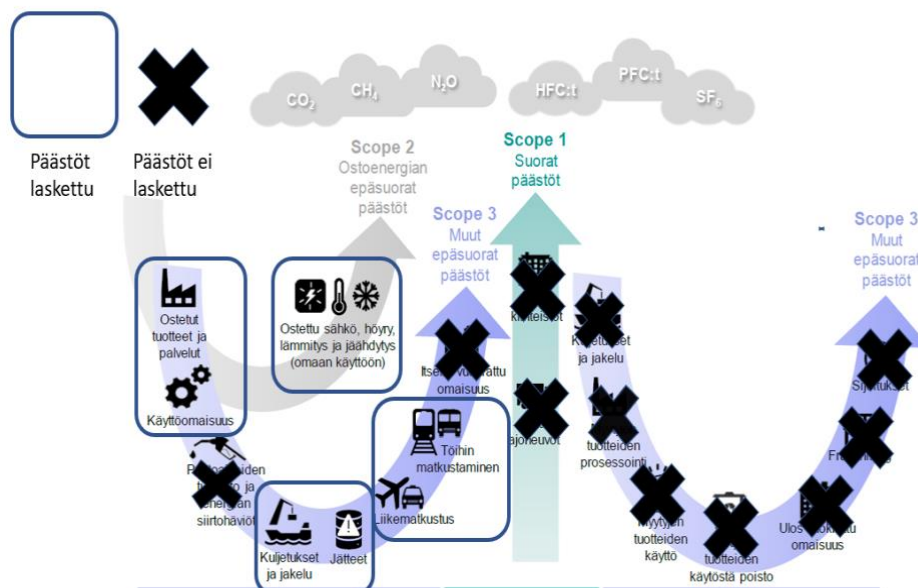 Päästöt
laskettu
Päästöt ei
laskettu
CO₂
CH₄
N₂O
HFC:t
PFC:t
SF₆
Scope 2
Ostoenergian
epäsuorat
päästöt
Scope 3
Muut
epäsuorat
päästöt
Scope 1
Suorat
päästöt
Scope 3
Muut
epäsuorat
päästöt
Ostetut
tuotteet ja
palvelut
Käyttöomaisuus
Ostettu sähkö, höyry,
lämmitys ja jäähdytys
(omaan käyttöön)
omaisuus
Töihin
matkustaminen
Liikematkustus
ja
siirtohäviöt
Kuljetukset
ja jakelu
Jätteet
ajoneuvot
ja jakelu
tuotteiden
prosessointi
tuotteiden
käyttö
tuotteiden
käytöstä poisto
Ulos
omaisuus